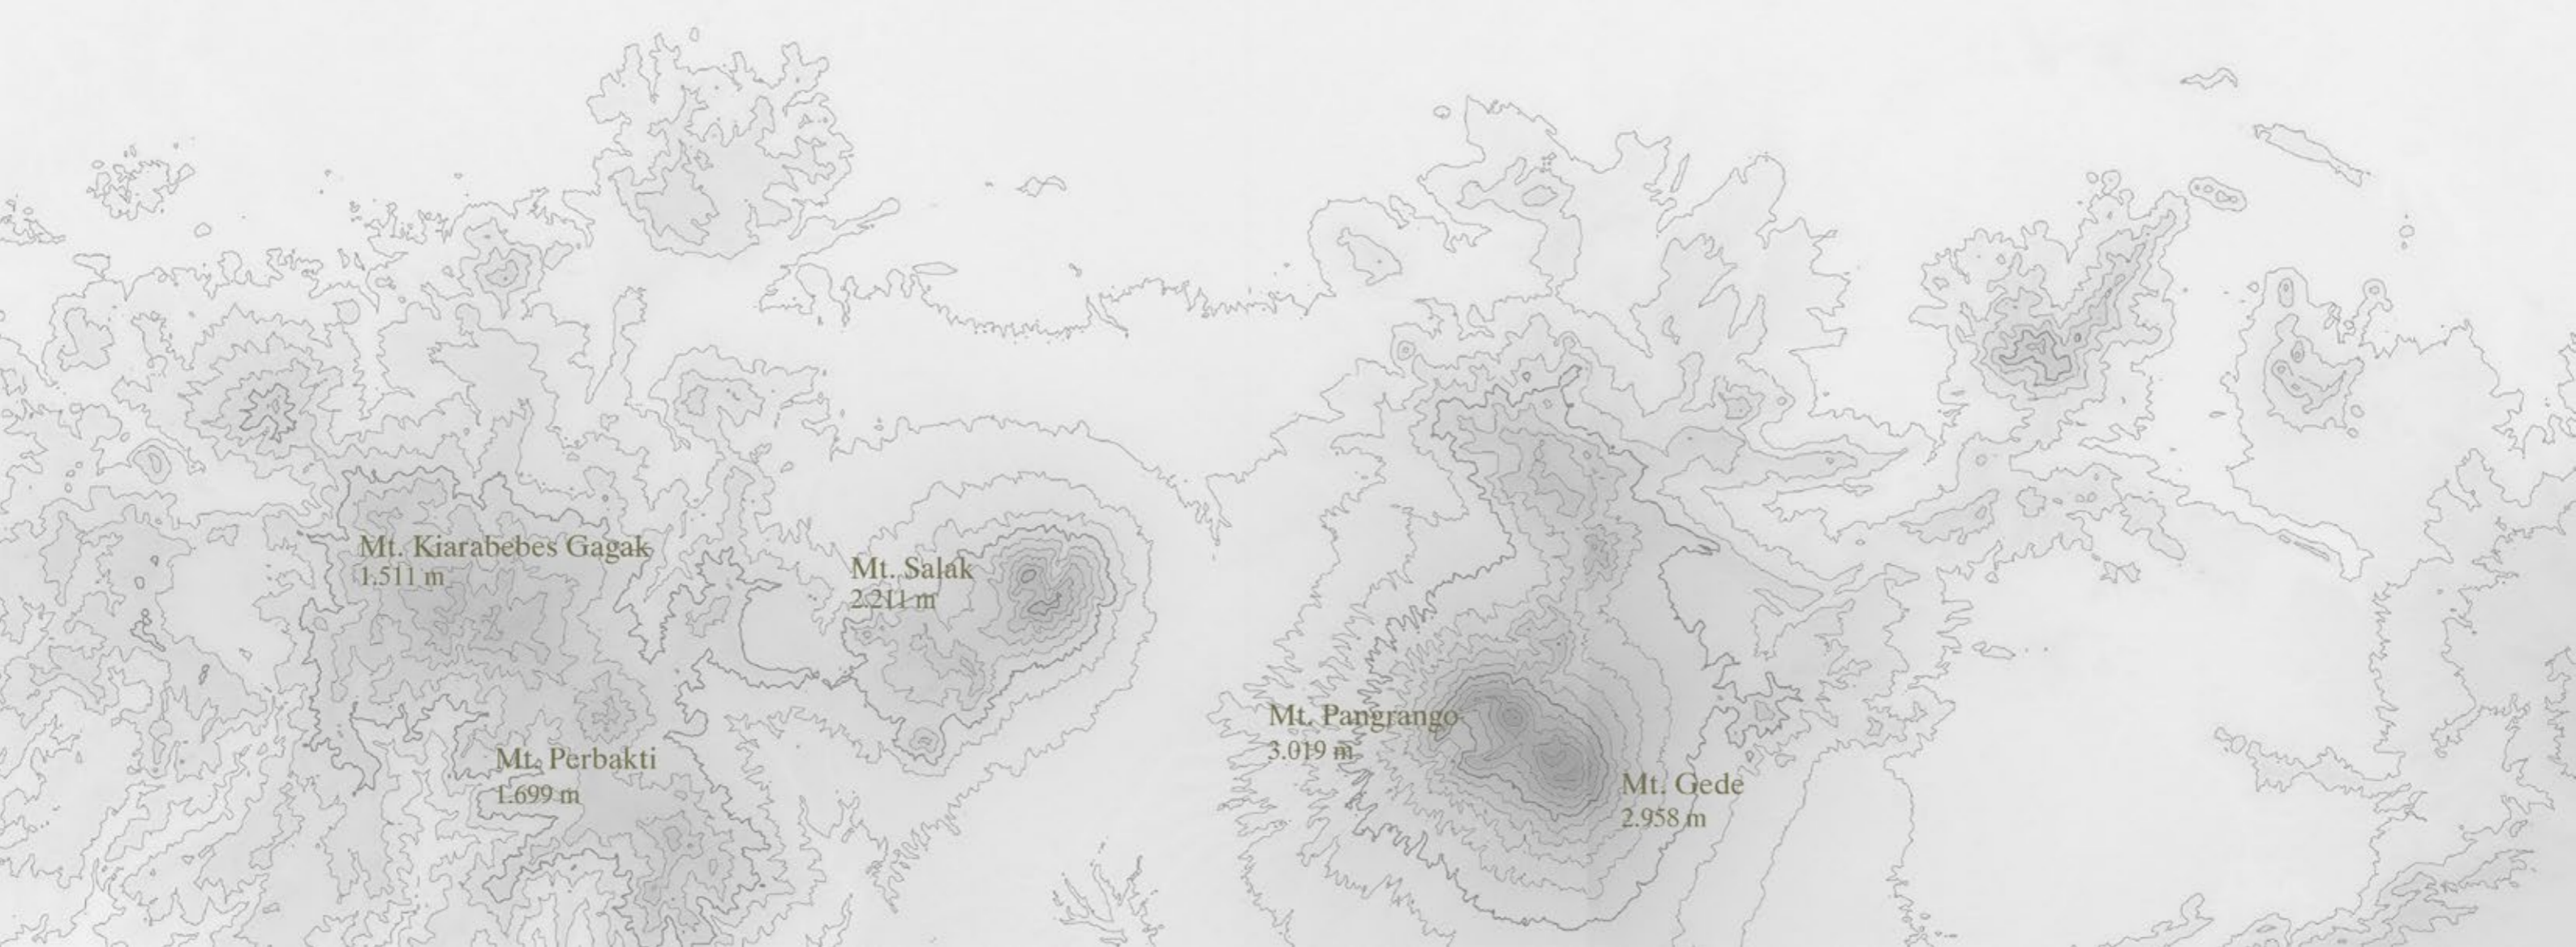 Mt. Kiarabebes Gagak
1.511 m
Mt. Salak
2.211 m
Mt. Perbakti
1.699 m
Mt. Pangrango
3.019 m
Mt. Gede
2.958 m